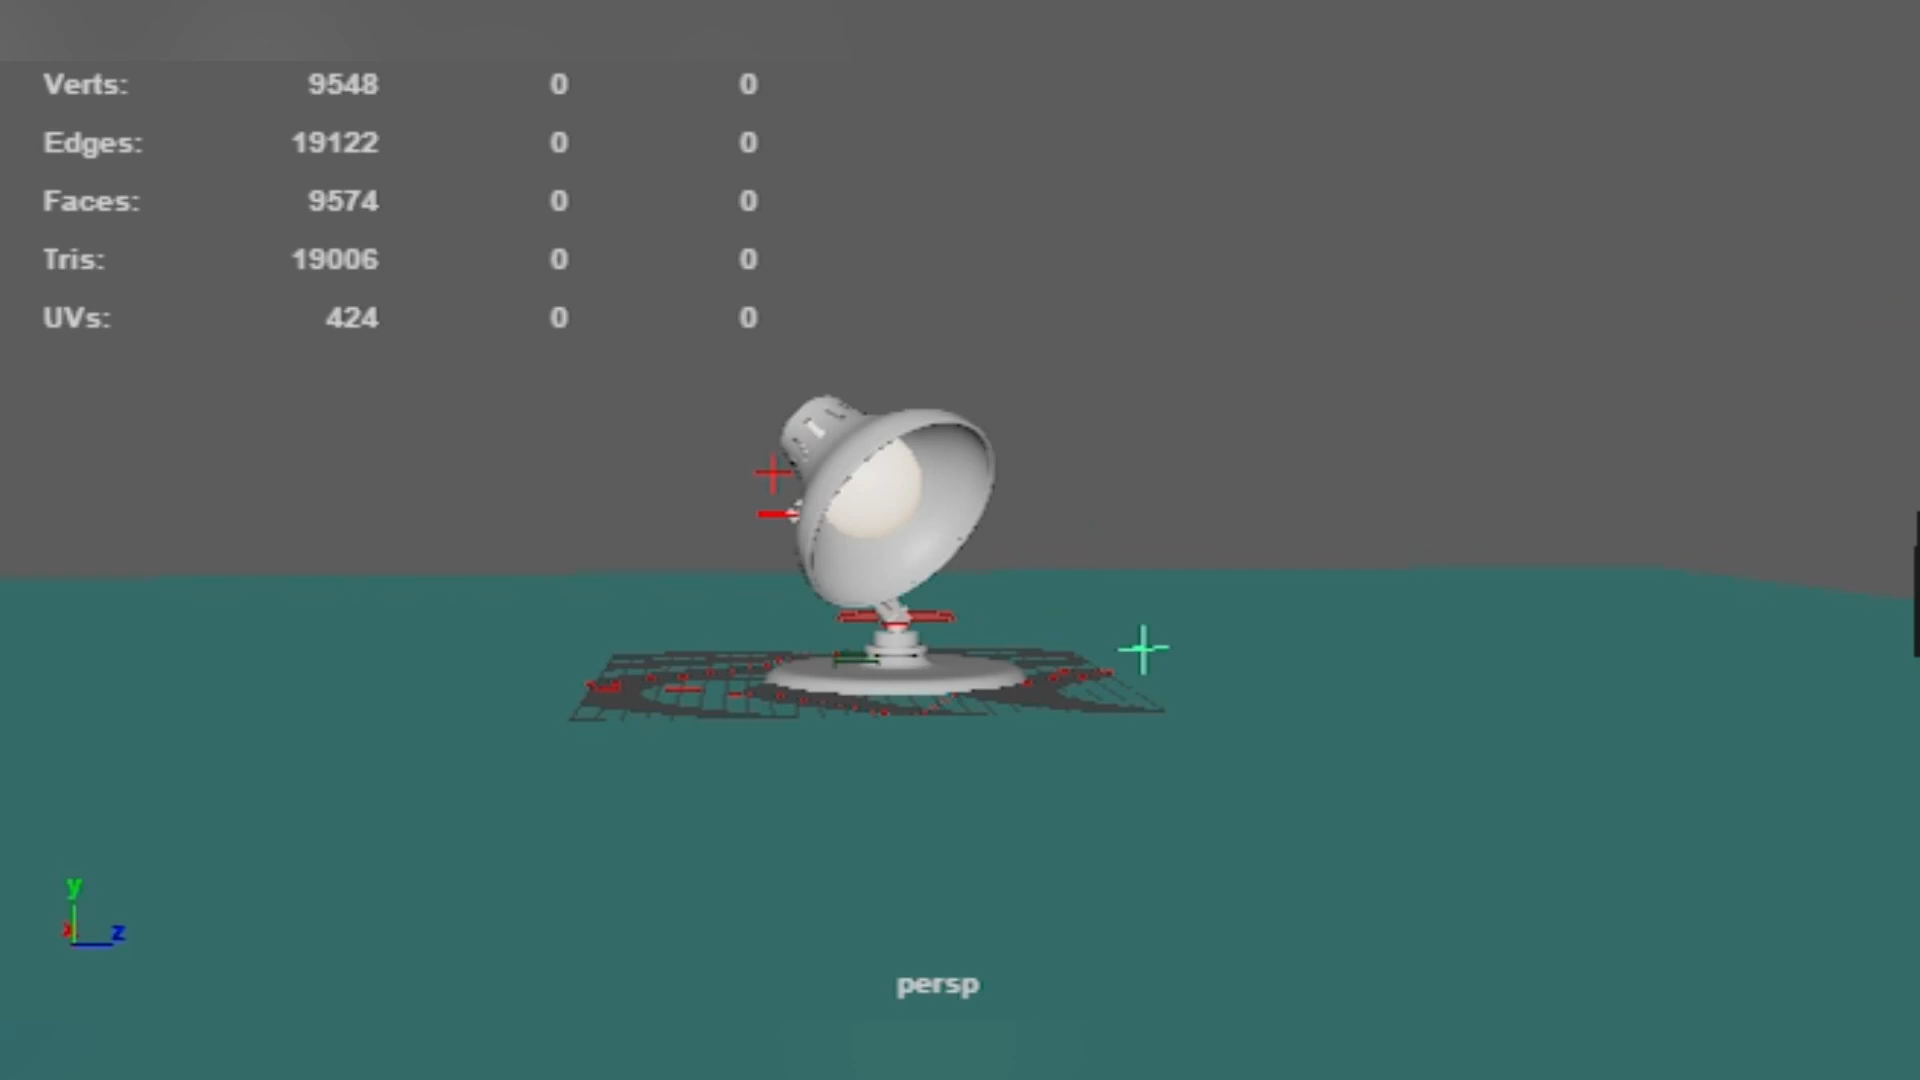 Verts: 9548 0 0
Edges: 19122 0 0
Faces: 9574 0 0
Tris: 19006 0 0
UVs: 424 0 0
y
x z
persp